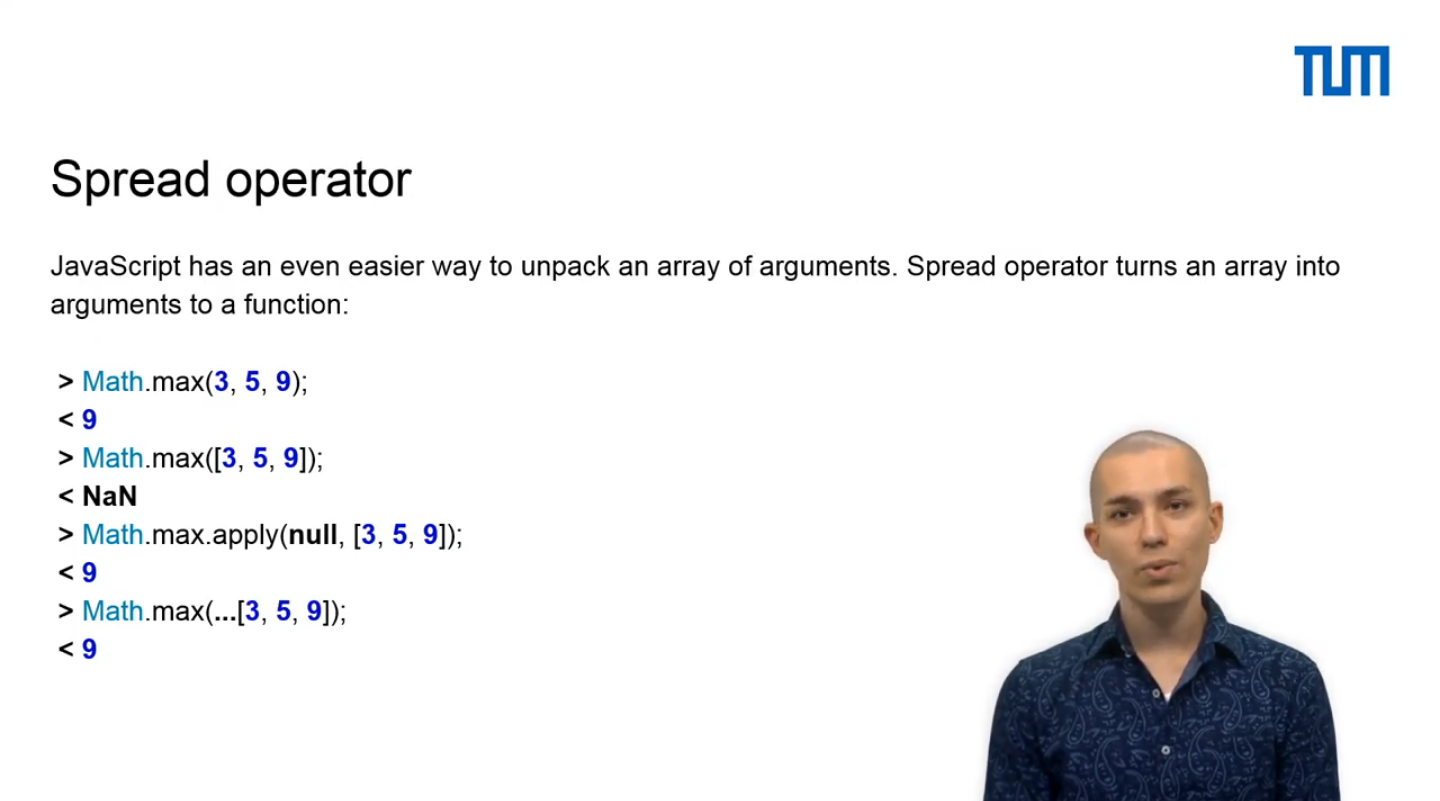 TUM
Spread operator
JavaScript has an even easier way to unpack an array of arguments. Spread operator turns an array into
arguments to a function:
> Math.max(3, 5, 9);
< 9
> Math.max([3, 5, 9]);
< NaN
> Math.max.apply(null, [3, 5, 9]);
< 9
> Math.max(...[3, 5, 9]);
< 9